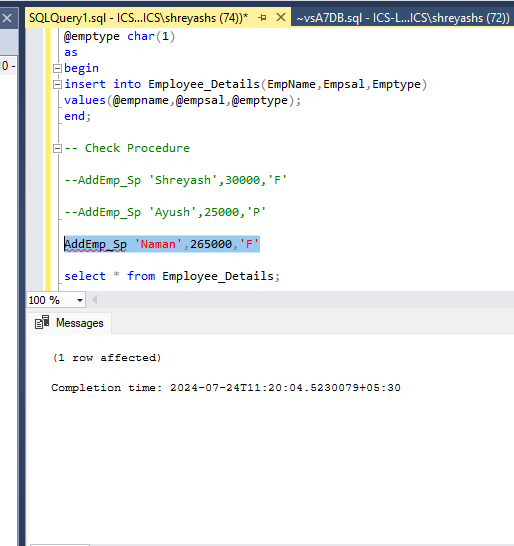 SQLQuery1.sql - ICS...ICS\shreyashs (74))* ~vsA7DB.sql - ICS-L...ICS\shreyashs (72))
@emptype char(1)
as
begin
insert into Employee_Details(EmpName,Empsal,Emptype)
values(@empname,@empsal,@emptype);
end;
-- Check Procedure
--AddEmp_Sp 'Shreyash',30000,'F'
--AddEmp_Sp 'Ayush',25000,'P'
AddEmp_Sp 'Naman',265000,'F'
select * from Employee_Details;
100 %
Messages
(1 row affected)
Completion time: 2024-07-24T11:20:04.5230079+05:30